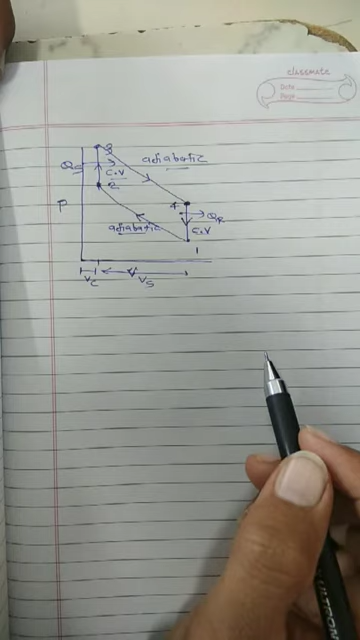 classmate
Date
Page
3
adiabatic
Qs
C.V
2
P
4
QR
adiabatic
C.V
1
Vc
V
Vs